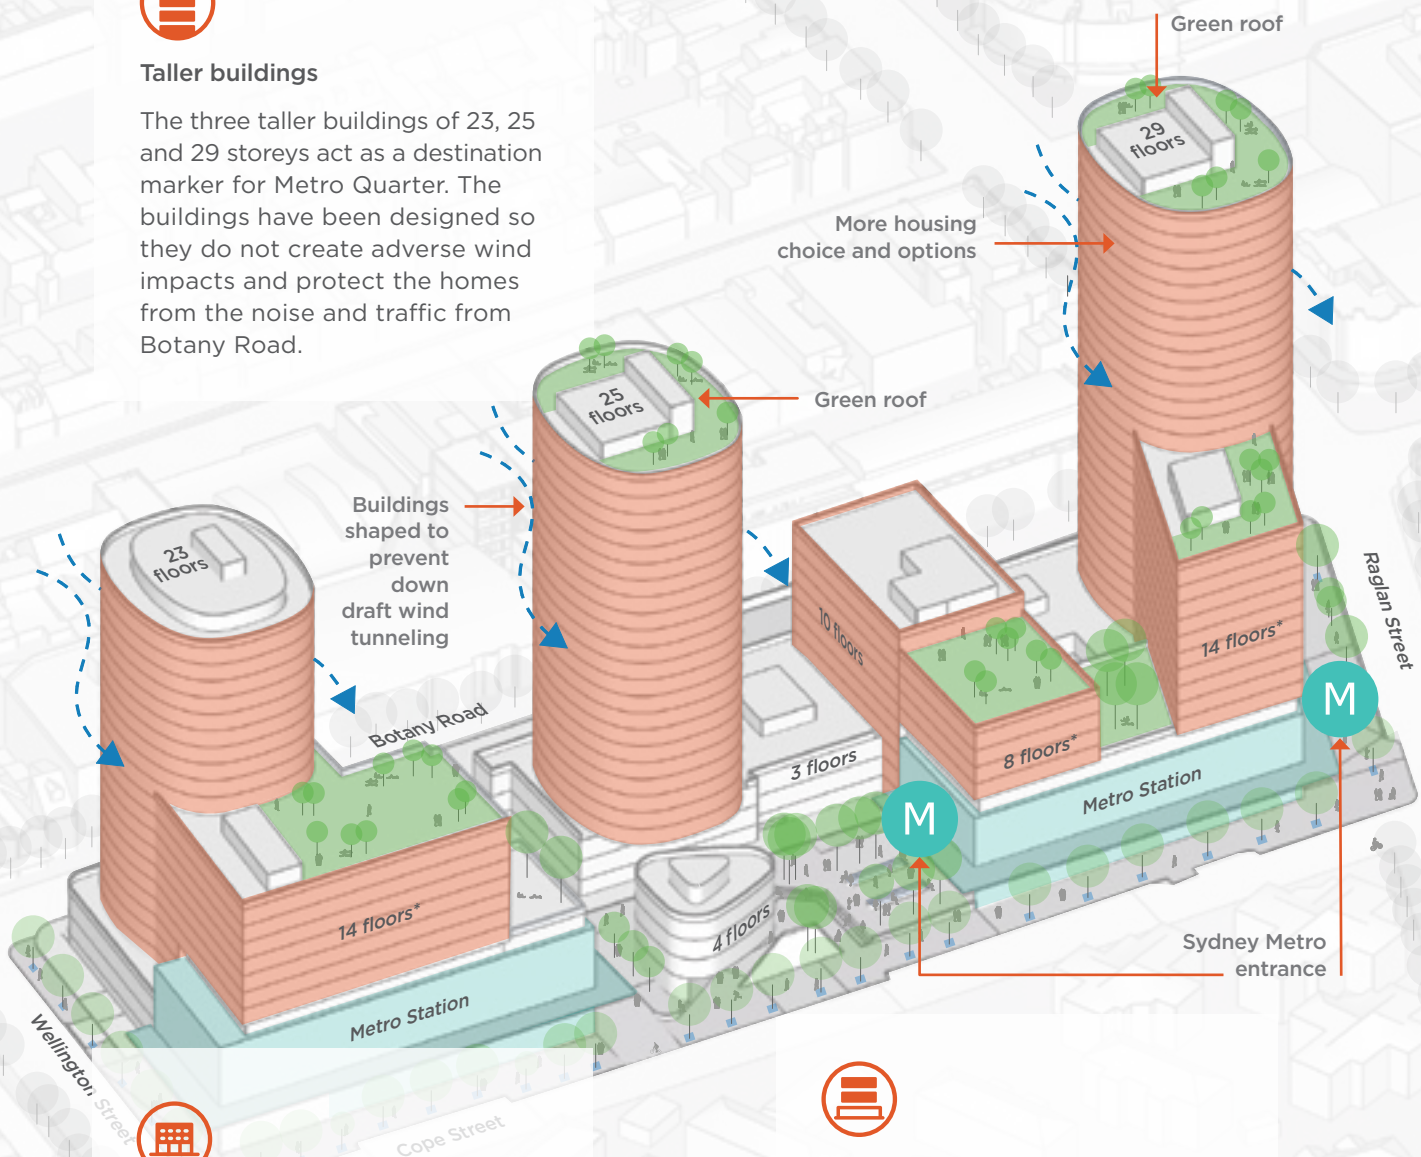 Taller buildings
The three taller buildings of 23, 25
and 29 storeys act as a destination
marker for Metro Quarter. The
buildings have been designed so
they do not create adverse wind
impacts and protect the homes
from the noise and traffic from
Botany Road.
Green roof
29
floors
More housing
choice and options
25
floors
Green roof
Buildings
shaped to
prevent
down
draft wind
tunneling
23
floors
10 floors
14 floors*
Raglan Street
M
Botany Road
3 floors
8 floors*
Metro Station
M
14 floors*
4 floors
Sydney Metro
entrance
Metro Station
Wellington Street
Cope Street